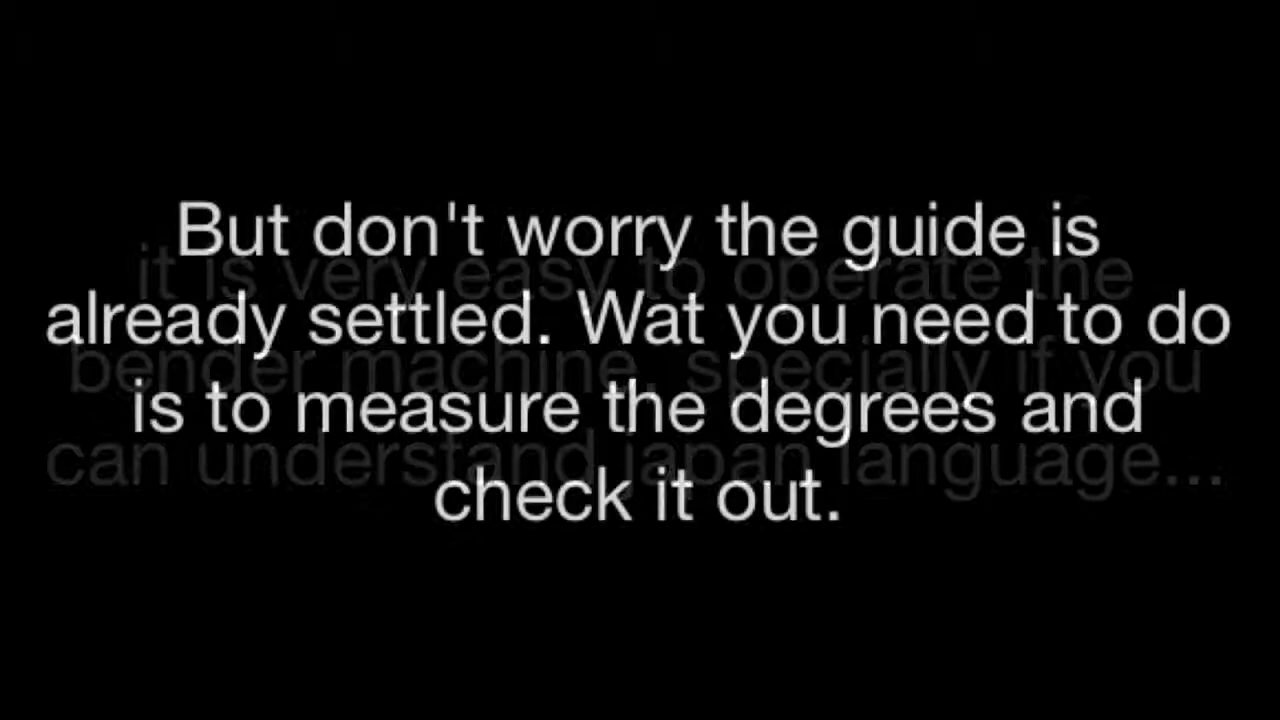 But don't worry the guide is
already settled. Wat you need to do
is to measure the degrees and
check it out.
it is very easy to operate the
bender machine, specially if you
can understand japan language...